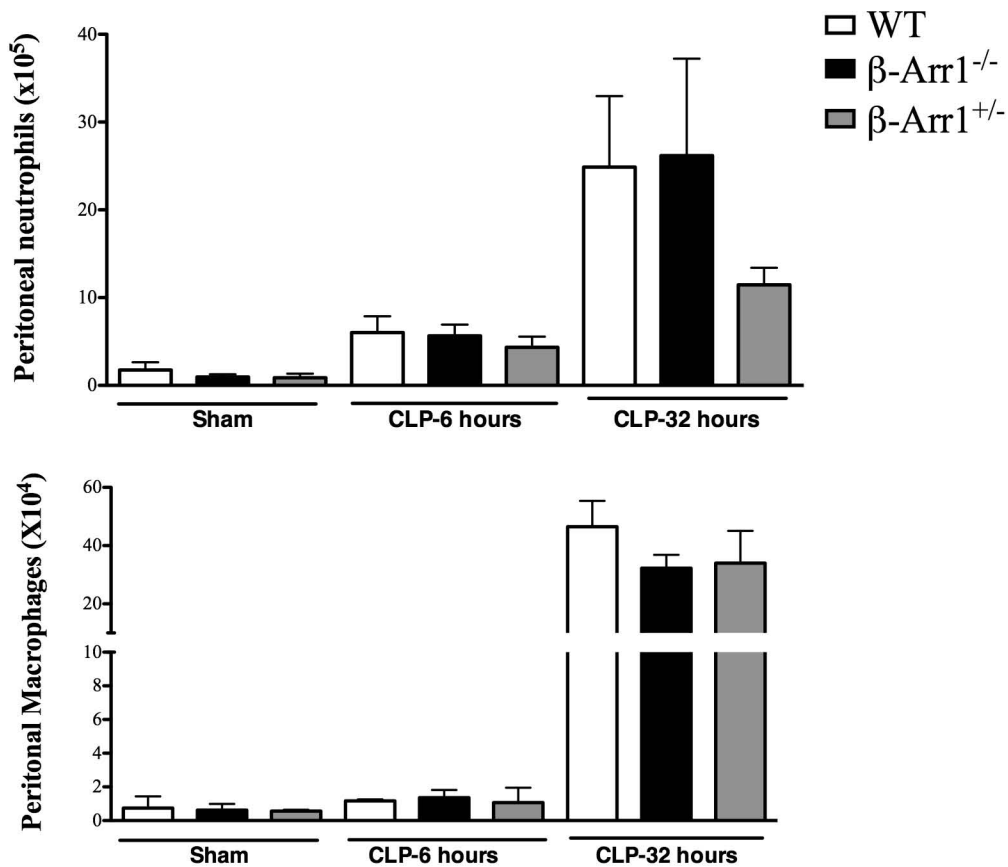 WT
β-Arr1-/-
β-Arr1+/-
Peritoneal neutrophils (x10⁵)
40
30
20
10
0
Sham CLP-6 hours CLP-32 hours
Peritonal Macrophages (X10⁴)
60
40
20
10
8
6
4
2
0
Sham CLP-6 hours CLP-32 hours